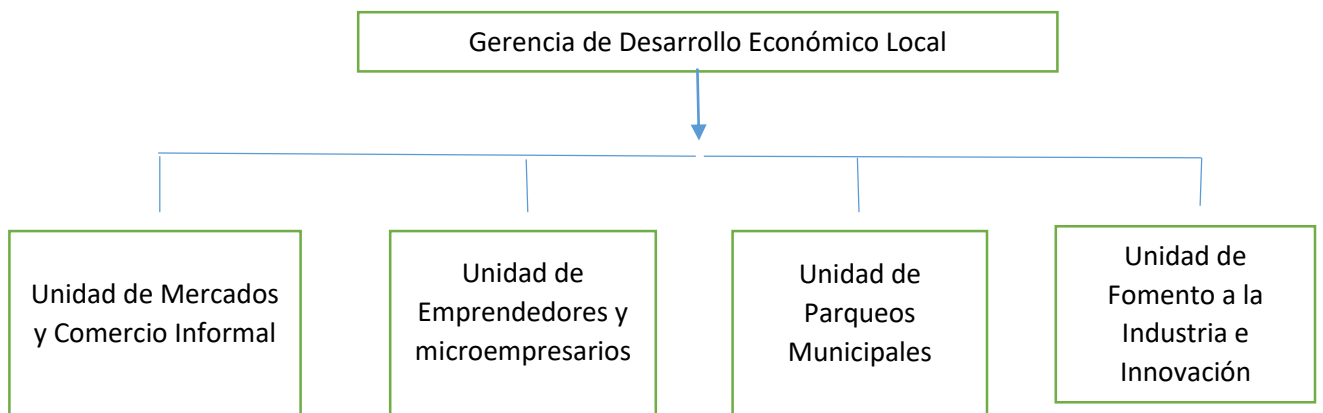 Gerencia de Desarrollo Económico Local
Unidad de Mercados
y Comercio Informal
Unidad de
Emprendedores y
microempresarios
Unidad de
Parqueos
Municipales
Unidad de
Fomento a la
Industria e
Innovación